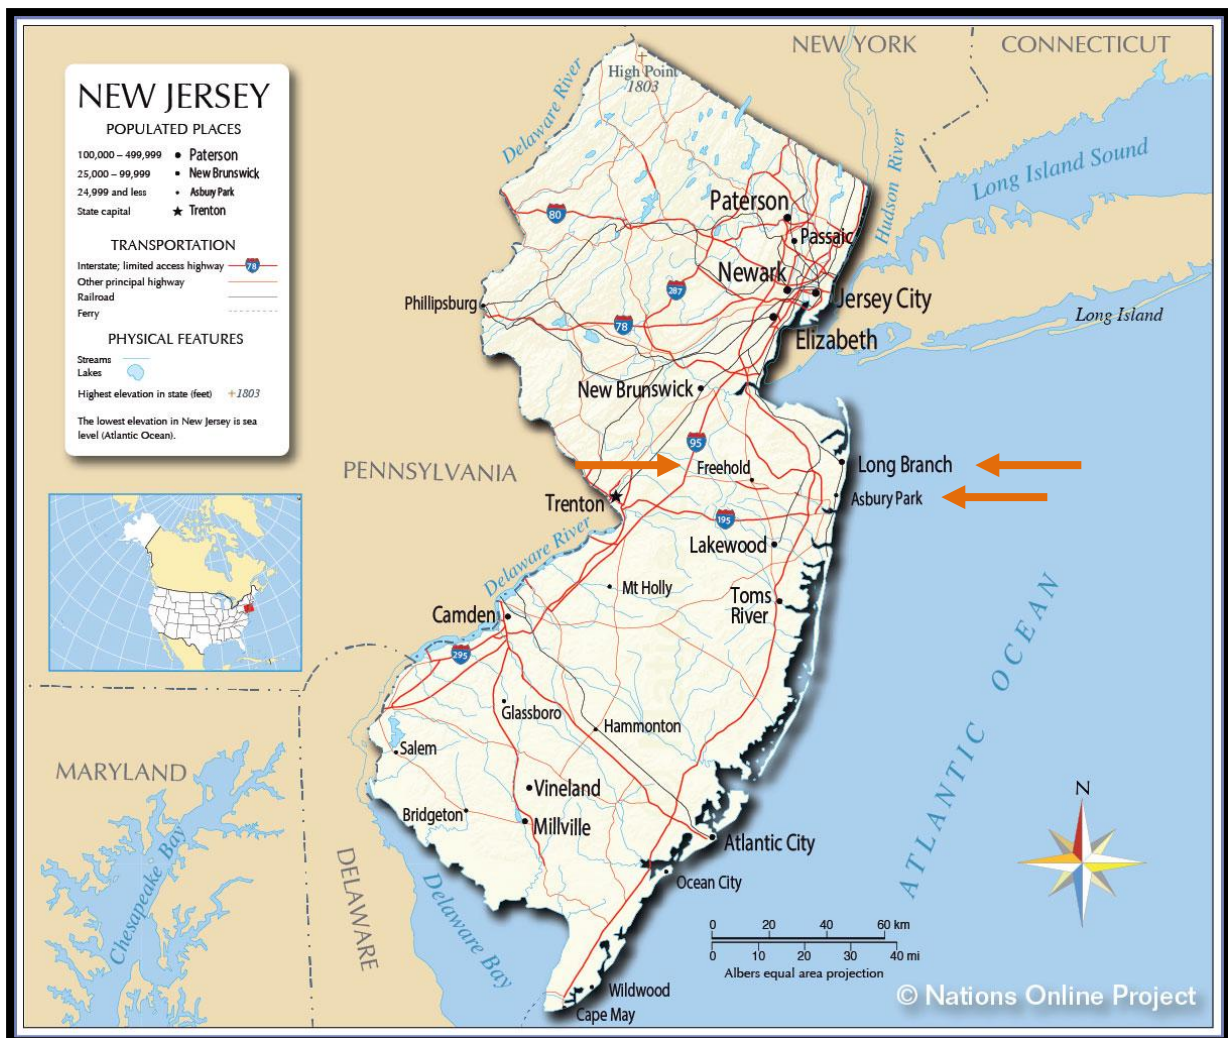 NEW JERSEY
POPULATED PLACES
100,000 – 499,999 • Paterson
25,000 – 99,999 • New Brunswick
24,999 and less • Asbury Park
State capital ★ Trenton
TRANSPORTATION
Interstate; limited access highway 78
Other principal highway
Railroad
Ferry
PHYSICAL FEATURES
Streams
Lakes
Highest elevation in state (feet) +1803
The lowest elevation in New Jersey is sea
level (Atlantic Ocean).
NEW YORK
CONNECTICUT
High Point
1803
Delaware River
Hudson River
Long Island Sound
80
Paterson
Passaic
Newark
287
Jersey City
Phillipsburg
78
Long Island
Elizabeth
New Brunswick
95
PENNSYLVANIA
Freehold
Long Branch
Trenton
Asbury Park
195
Lakewood
Delaware River
Mt Holly
Toms
River
Camden
295
ATLANTIC OCEAN
Glassboro
Hammonton
Salem
MARYLAND
Vineland
Bridgeton
Millville
Atlantic City
Chesapeake Bay
DELAWARE
Delaware Bay
Ocean City
N
0 20 40 60 km
0 10 20 30 40 mi
Albers equal area projection
Wildwood
Cape May
© Nations Online Project